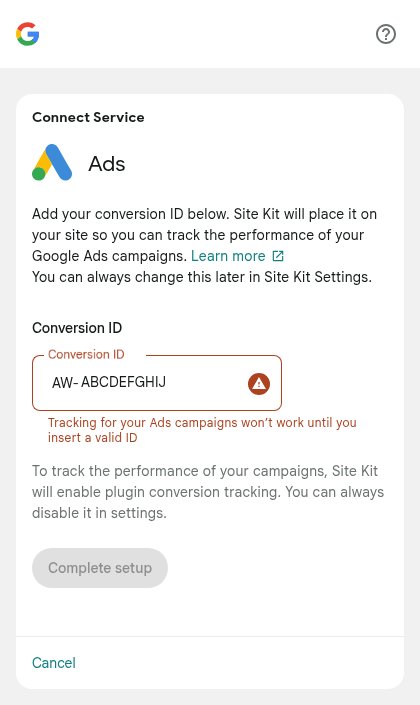 Connect Service
Ads
Add your conversion ID below. Site Kit will place it on
your site so you can track the performance of your
Google Ads campaigns. Learn more
You can always change this later in Site Kit Settings.
Conversion ID
Conversion ID
AW- ABCDEFGHIJ
Tracking for your Ads campaigns won’t work until you
insert a valid ID
To track the performance of your campaigns, Site Kit
will enable plugin conversion tracking. You can always
disable it in settings.
Complete setup
Cancel